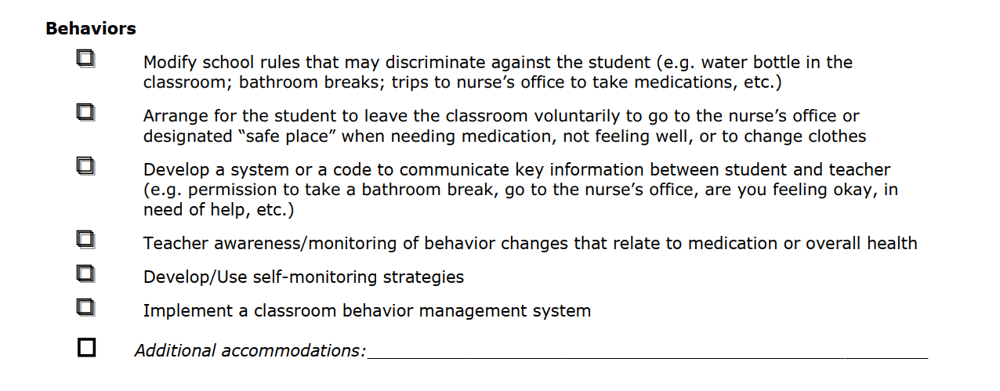 Behaviors
Modify school rules that may discriminate against the student (e.g. water bottle in the
classroom; bathroom breaks; trips to nurse’s office to take medications, etc.)
Arrange for the student to leave the classroom voluntarily to go to the nurse’s office or
designated “safe place” when needing medication, not feeling well, or to change clothes
Develop a system or a code to communicate key information between student and teacher
(e.g. permission to take a bathroom break, go to the nurse’s office, are you feeling okay, in
need of help, etc.)
Teacher awareness/monitoring of behavior changes that relate to medication or overall health
Develop/Use self-monitoring strategies
Implement a classroom behavior management system
Additional accommodations: